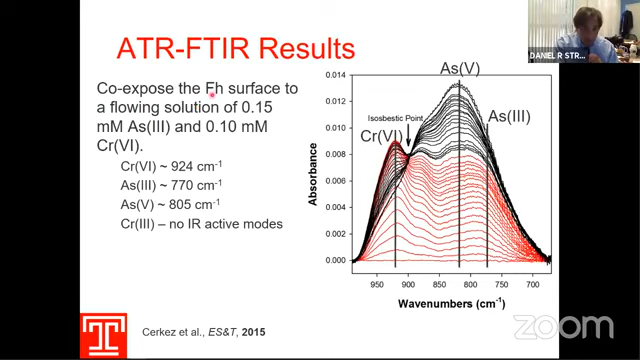 ATR-FTIR Results
Co-expose the Fh surface to
a flowing solution of 0.15
mM As(III) and 0.10 mM
Cr(VI).
Cr(VI) ~ 924 cm-1
As(III) ~ 770 cm-1
As(V) ~ 805 cm-1
Cr(III) – no IR active modes
Cerkez et al., ES&T, 2015
As(V)
As(III)
Isosbestic Point
Cr(VI)
Absorbance
0.014
0.012
0.010
0.008
0.006
0.004
0.002
0.000
950 900 850 800 750 700
Wavenumbers (cm-1)
DANIEL R STR...
zoom